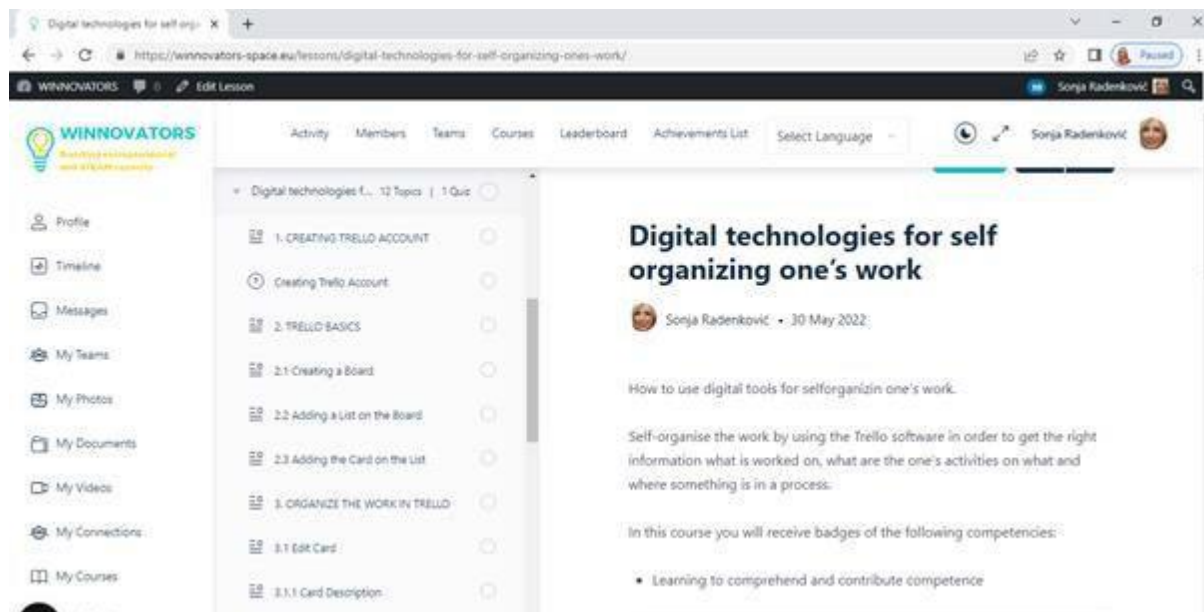 Digital technologies for self orga
https://winnovators-space.eu/lessons/digital-technologies-for-self-organizing-ones-work/
Paused
WINNOVATORS 0 Edit Lesson
Sonja Radenković
WINNOVATORS
Activity Members Teams Courses Leaderboard Achievements List Select Language Sonja Radenković
Profile
Timeline
Messages
My Teams
My Photos
My Documents
My Videos
My Connections
My Courses
Digital technologies f... 12 Topics | 1 Quiz
1. CREATING TRELLO ACCOUNT
Creating Trello Account
2. TRELLO BASICS
2.1 Creating a Board
2.2 Adding a List on the Board
2.3 Adding the Card on the List
3. ORGANIZE THE WORK IN TRELLO
3.1 Edit Card
3.1.1 Card Description
Digital technologies for self
organizing one's work
Sonja Radenković • 30 May 2022
How to use digital tools for selforganizin one's work.
Self-organise the work by using the Trello software in order to get the right
information what is worked on, what are the one's activities on what and
where something is in a process.
In this course you will receive badges of the following competencies:
• Learning to comprehend and contribute competence